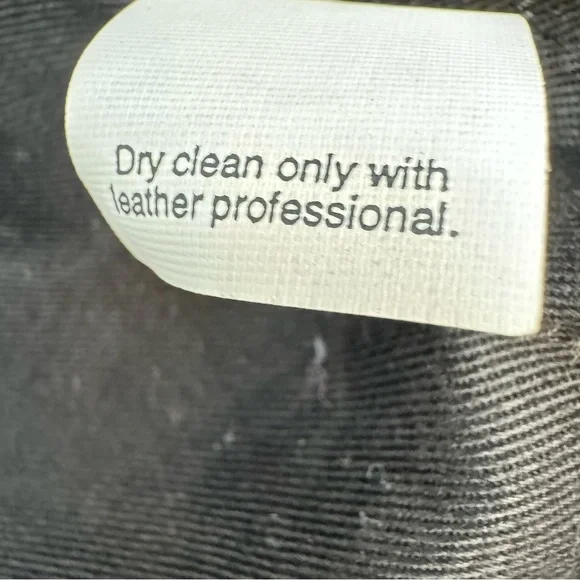 Dry clean only with
leather professional.